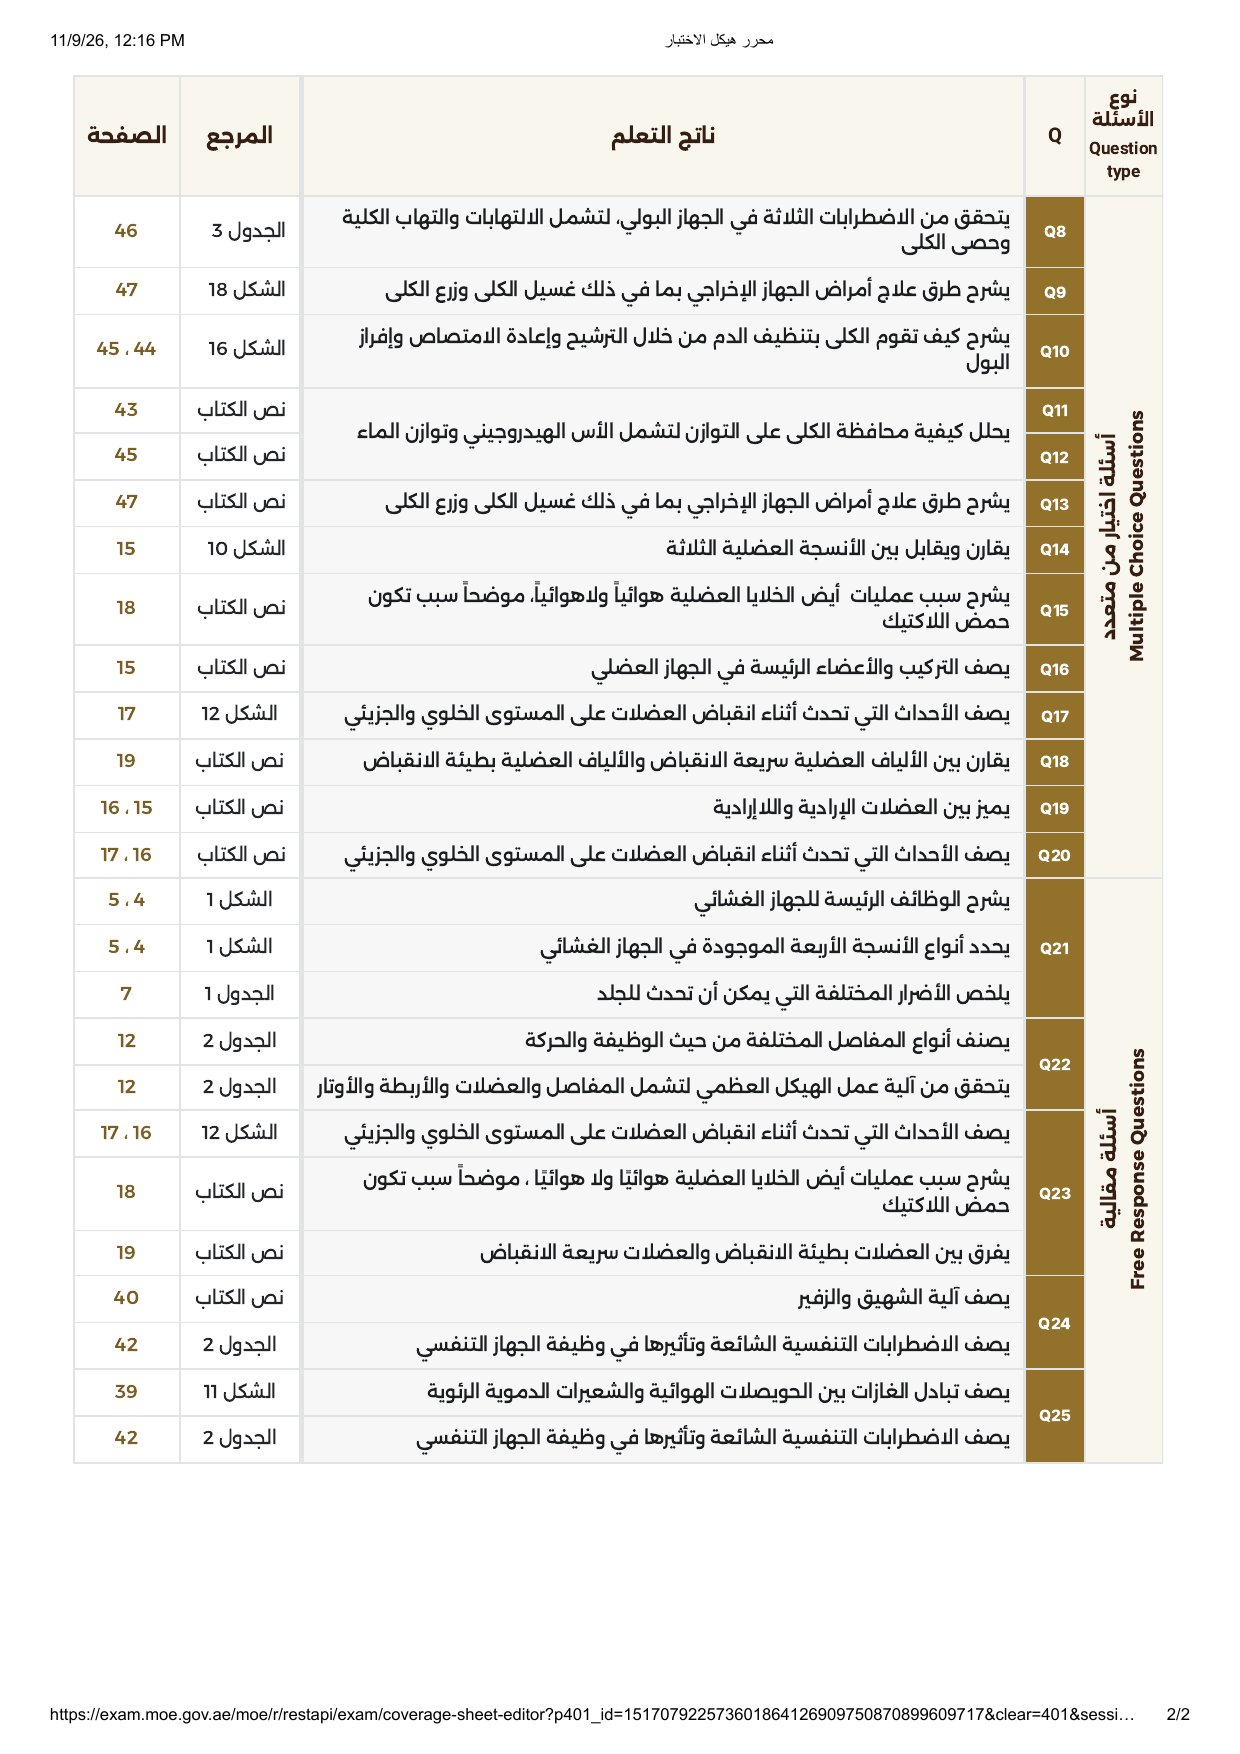 11/9/26, 12:16 PM
محرر هيكل الاختبار
نوع
الأسئلة
Question
type
Q
ناتج التعلم
المرجع
الصفحة
أسئلة اختيار من متعدد
Multiple Choice Questions
Q8
يتحقق من الاضطرابات الثلاثة في الجهاز البولي، لتشمل الالتهابات والتهاب الكلية
وحصى الكلى
الجدول 3
46
Q9
يشرح طرق علاج أمراض الجهاز الإخراجي بما في ذلك غسيل الكلى وزرع الكلى
الشكل 18
47
Q10
يشرح كيف تقوم الكلى بتنظيف الدم من خلال الترشيح وإعادة الامتصاص وإفراز
البول
الشكل 16
44 ، 45
Q11
يحلل كيفية محافظة الكلى على التوازن لتشمل الأس الهيدروجيني وتوازن الماء
نص الكتاب
43
Q12
نص الكتاب
45
Q13
يشرح طرق علاج أمراض الجهاز الإخراجي بما في ذلك غسيل الكلى وزرع الكلى
نص الكتاب
47
Q14
يقارن ويقابل بين الأنسجة العضلية الثلاثة
الشكل 10
15
Q15
يشرح سبب عمليات أيض الخلايا العضلية هوائياً ولاهوائياً، موضحاً سبب تكون
حمض اللاكتيك
نص الكتاب
18
Q16
يصف التركيب والأعضاء الرئيسة في الجهاز العضلي
نص الكتاب
15
Q17
يصف الأحداث التي تحدث أثناء انقباض العضلات على المستوى الخلوي والجزيئي
الشكل 12
17
Q18
يقارن بين الألياف العضلية سريعة الانقباض والألياف العضلية بطيئة الانقباض
نص الكتاب
19
Q19
يميز بين العضلات الإرادية واللاإرادية
نص الكتاب
15 ، 16
Q20
يصف الأحداث التي تحدث أثناء انقباض العضلات على المستوى الخلوي والجزيئي
نص الكتاب
16 ، 17
أسئلة مقالية
Free Response Questions
Q21
يشرح الوظائف الرئيسة للجهاز الغشائي
الشكل 1
4 ، 5
يحدد أنواع الأنسجة الأربعة الموجودة في الجهاز الغشائي
الشكل 1
4 ، 5
يلخص الأضرار المختلفة التي يمكن أن تحدث للجلد
الجدول 1
7
Q22
يصنف أنواع المفاصل المختلفة من حيث الوظيفة والحركة
الجدول 2
12
يتحقق من آلية عمل الهيكل العظمي لتشمل المفاصل والعضلات والأربطة والأوتار
الجدول 2
12
Q23
يصف الأحداث التي تحدث أثناء انقباض العضلات على المستوى الخلوي والجزيئي
الشكل 12
16 ، 17
يشرح سبب عمليات أيض الخلايا العضلية هوائيًا ولا هوائيًا ، موضحاً سبب تكون
حمض اللاكتيك
نص الكتاب
18
يفرق بين العضلات بطيئة الانقباض والعضلات سريعة الانقباض
نص الكتاب
19
Q24
يصف آلية الشهيق والزفير
نص الكتاب
40
يصف الاضطرابات التنفسية الشائعة وتأثيرها في وظيفة الجهاز التنفسي
الجدول 2
42
Q25
يصف تبادل الغازات بين الحويصلات الهوائية والشعيرات الدموية الرئوية
الشكل 11
39
يصف الاضطرابات التنفسية الشائعة وتأثيرها في وظيفة الجهاز التنفسي
الجدول 2
42
https://exam.moe.gov.ae/moe/r/restapi/exam/coverage-sheet-editor?p401_id=151707922573601864126909750870899609717&clear=401&sessi...
2/2